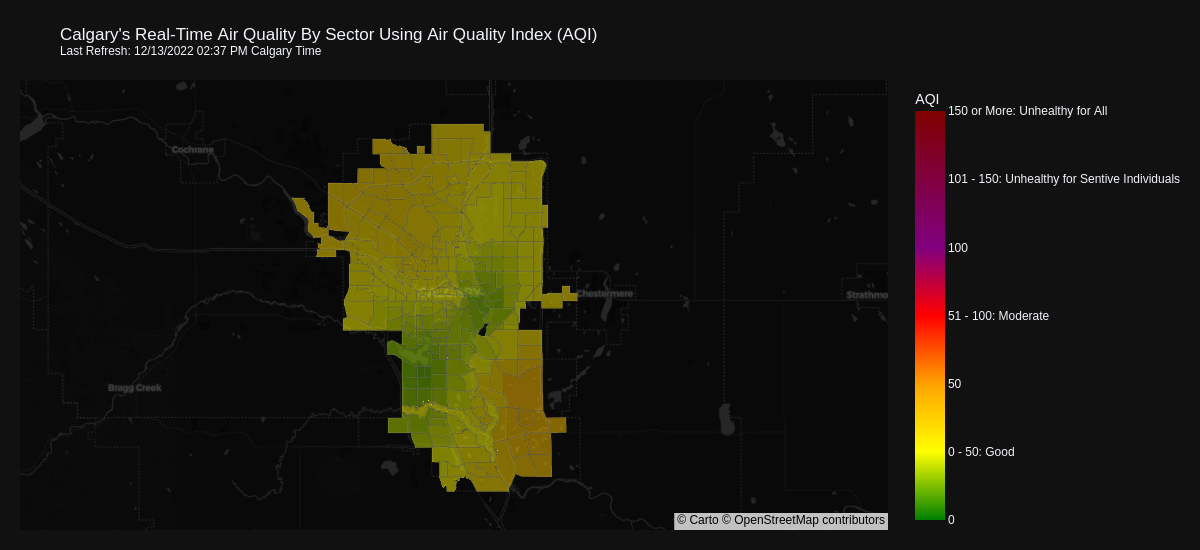 Calgary's Real-Time Air Quality By Sector Using Air Quality Index (AQI)
Last Refresh: 12/13/2022 02:37 PM Calgary Time
AQI
150 or More: Unhealthy for All
Cochrane
101 - 150: Unhealthy for Sentive Individuals
100
CALGARY
Chestermere
Strathmo
51 - 100: Moderate
50
Bragg Creek
0 - 50: Good
0
© Carto © OpenStreetMap contributors